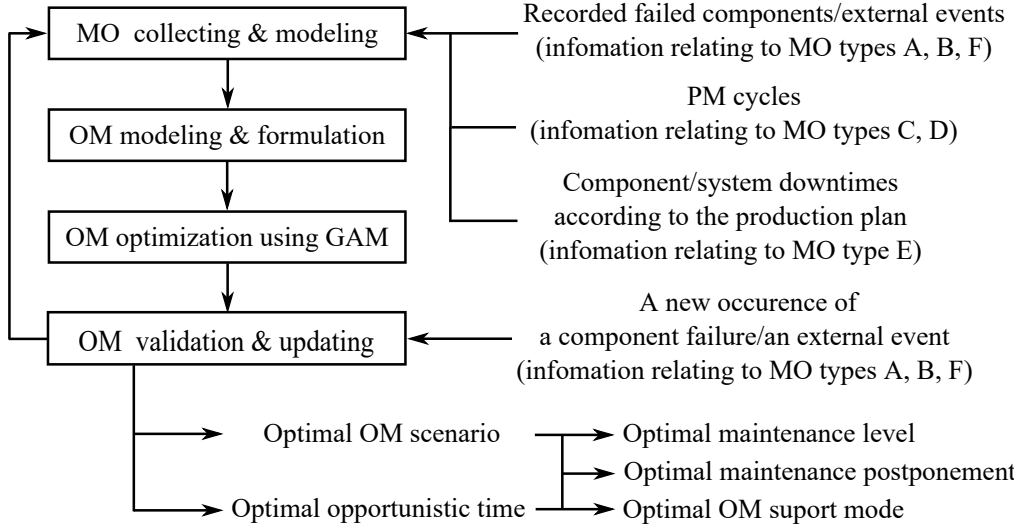 MO collecting & modeling
Recorded failed components/external events
(infomation relating to MO types A, B, F)
OM modeling & formulation
PM cycles
(infomation relating to MO types C, D)
OM optimization using GAM
Component/system downtimes
according to the production plan
(infomation relating to MO type E)
OM validation & updating
A new occurence of
a component failure/an external event
(infomation relating to MO types A, B, F)
Optimal OM scenario
Optimal opportunistic time
Optimal maintenance level
Optimal maintenance postponement
Optimal OM suport mode